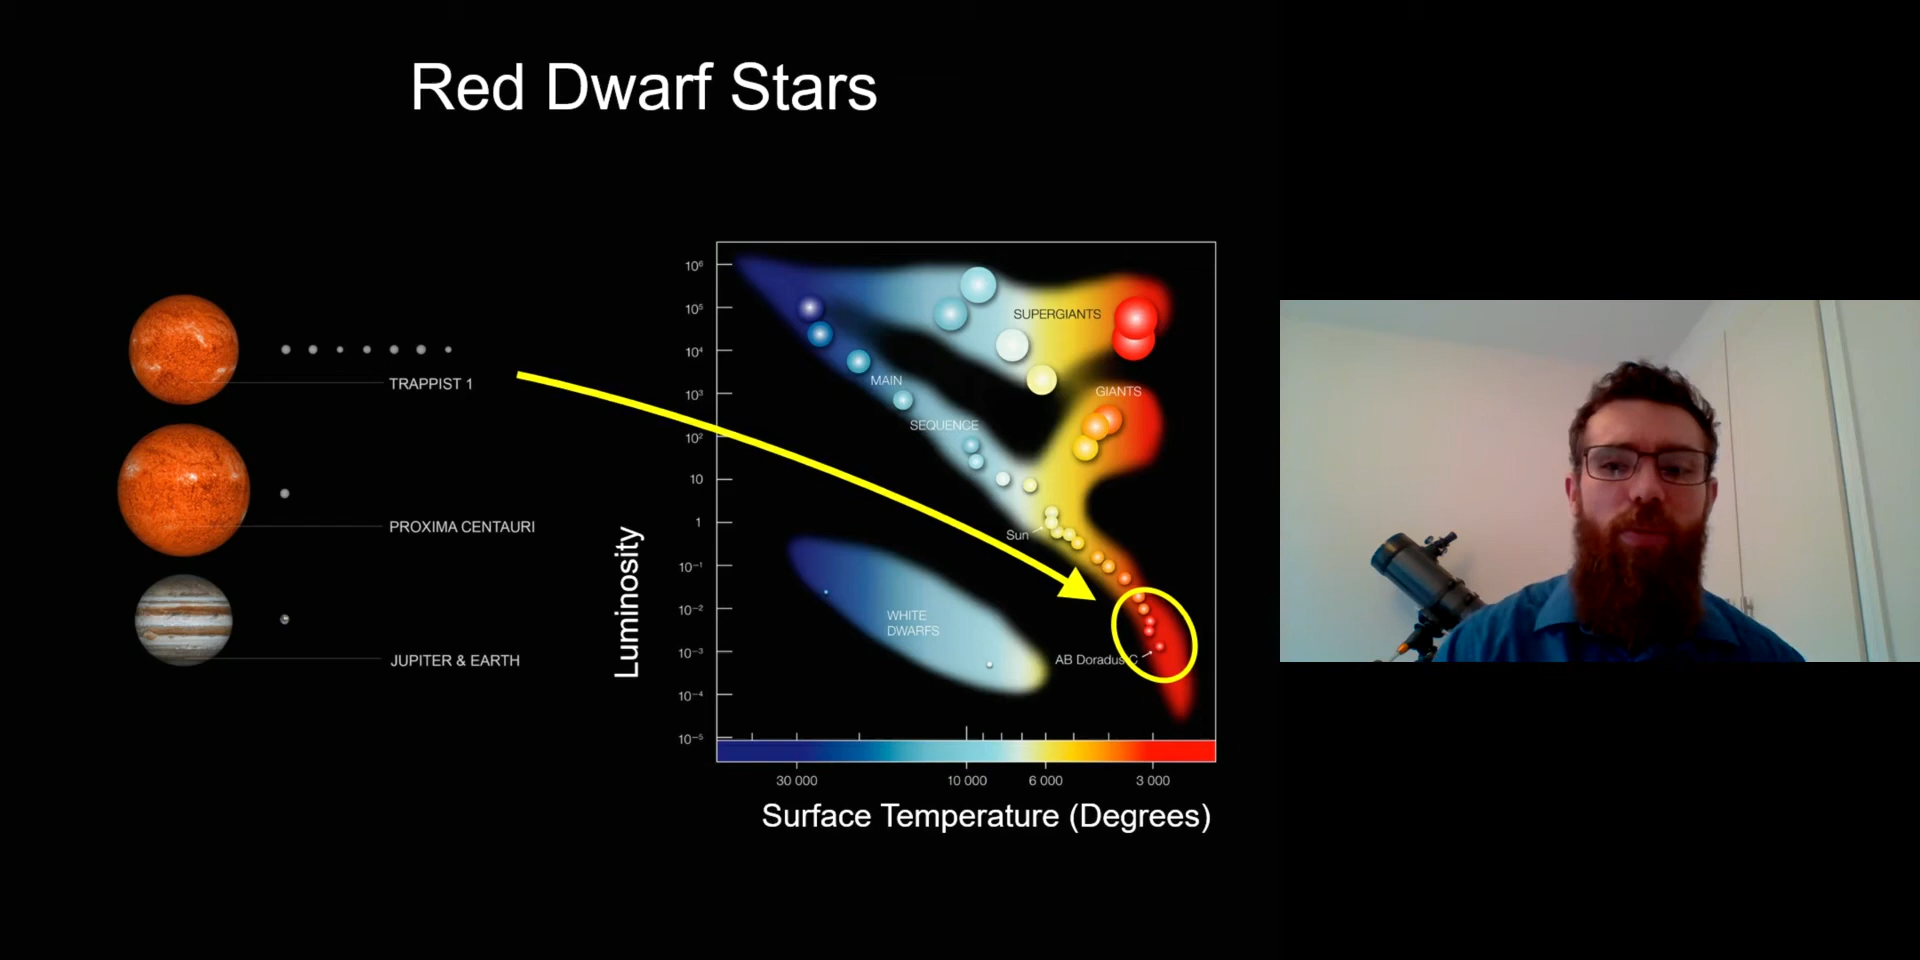 Red Dwarf Stars
TRAPPIST 1
PROXIMA CENTAURI
JUPITER & EARTH
Luminosity
10⁶
10⁵
10⁴
10³
10²
10
1
10⁻¹
10⁻²
10⁻³
10⁻⁴
10⁻⁵
SUPERGIANTS
MAIN
SEQUENCE
GIANTS
Sun
WHITE
DWARFS
AB Doradus C
30 000
10 000
6 000
3 000
Surface Temperature (Degrees)